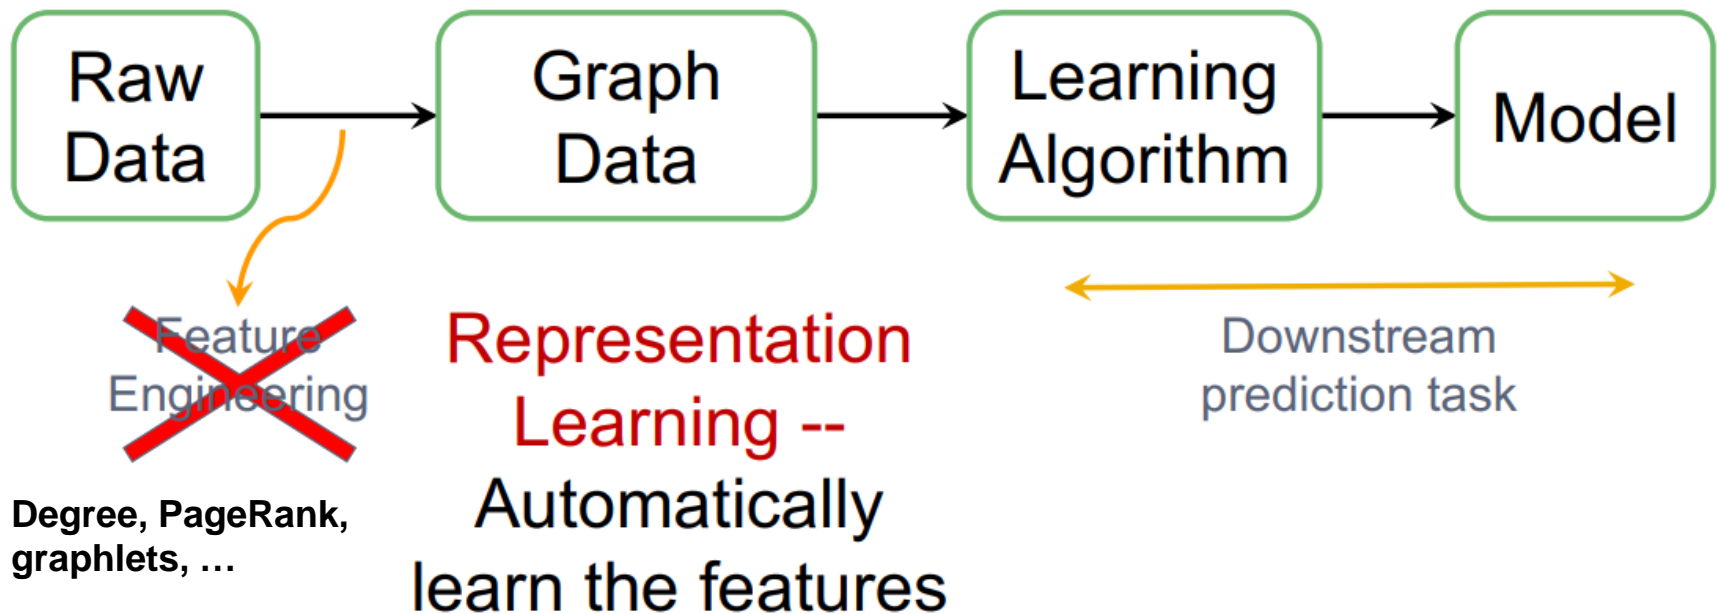 Raw
Data
Graph
Data
Learning
Algorithm
Model
Feature
Engineering
Representation
Learning --
Automatically
learn the features
Downstream
prediction task
Degree, PageRank,
graphlets, …